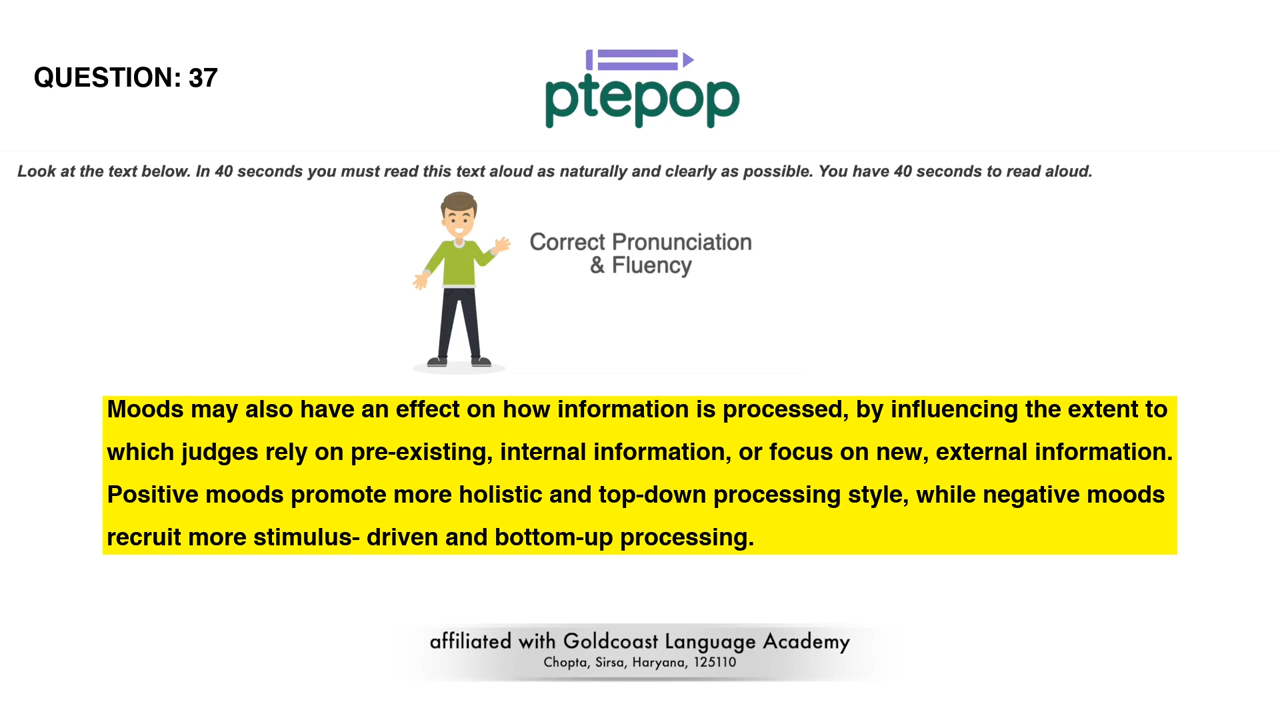 QUESTION: 37
ptepop
Look at the text below. In 40 seconds you must read this text aloud as naturally and clearly as possible. You have 40 seconds to read aloud.
Correct Pronunciation
& Fluency
Moods may also have an effect on how information is processed, by influencing the extent to
which judges rely on pre-existing, internal information, or focus on new, external information.
Positive moods promote more holistic and top-down processing style, while negative moods
recruit more stimulus- driven and bottom-up processing.
affiliated with Goldcoast Language Academy
Chopta, Sirsa, Haryana, 125110